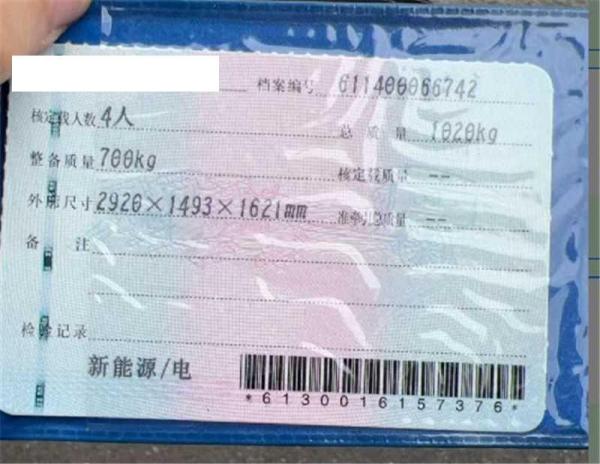 档案编号 611400066742
核定载人数 4人 总质量 1020kg
整备质量 700kg 核定载质量 --
外廓尺寸 2920×1493×1621mm 准牵引总质量 --
备 注
检验记录
新能源/电
*6130016157376*